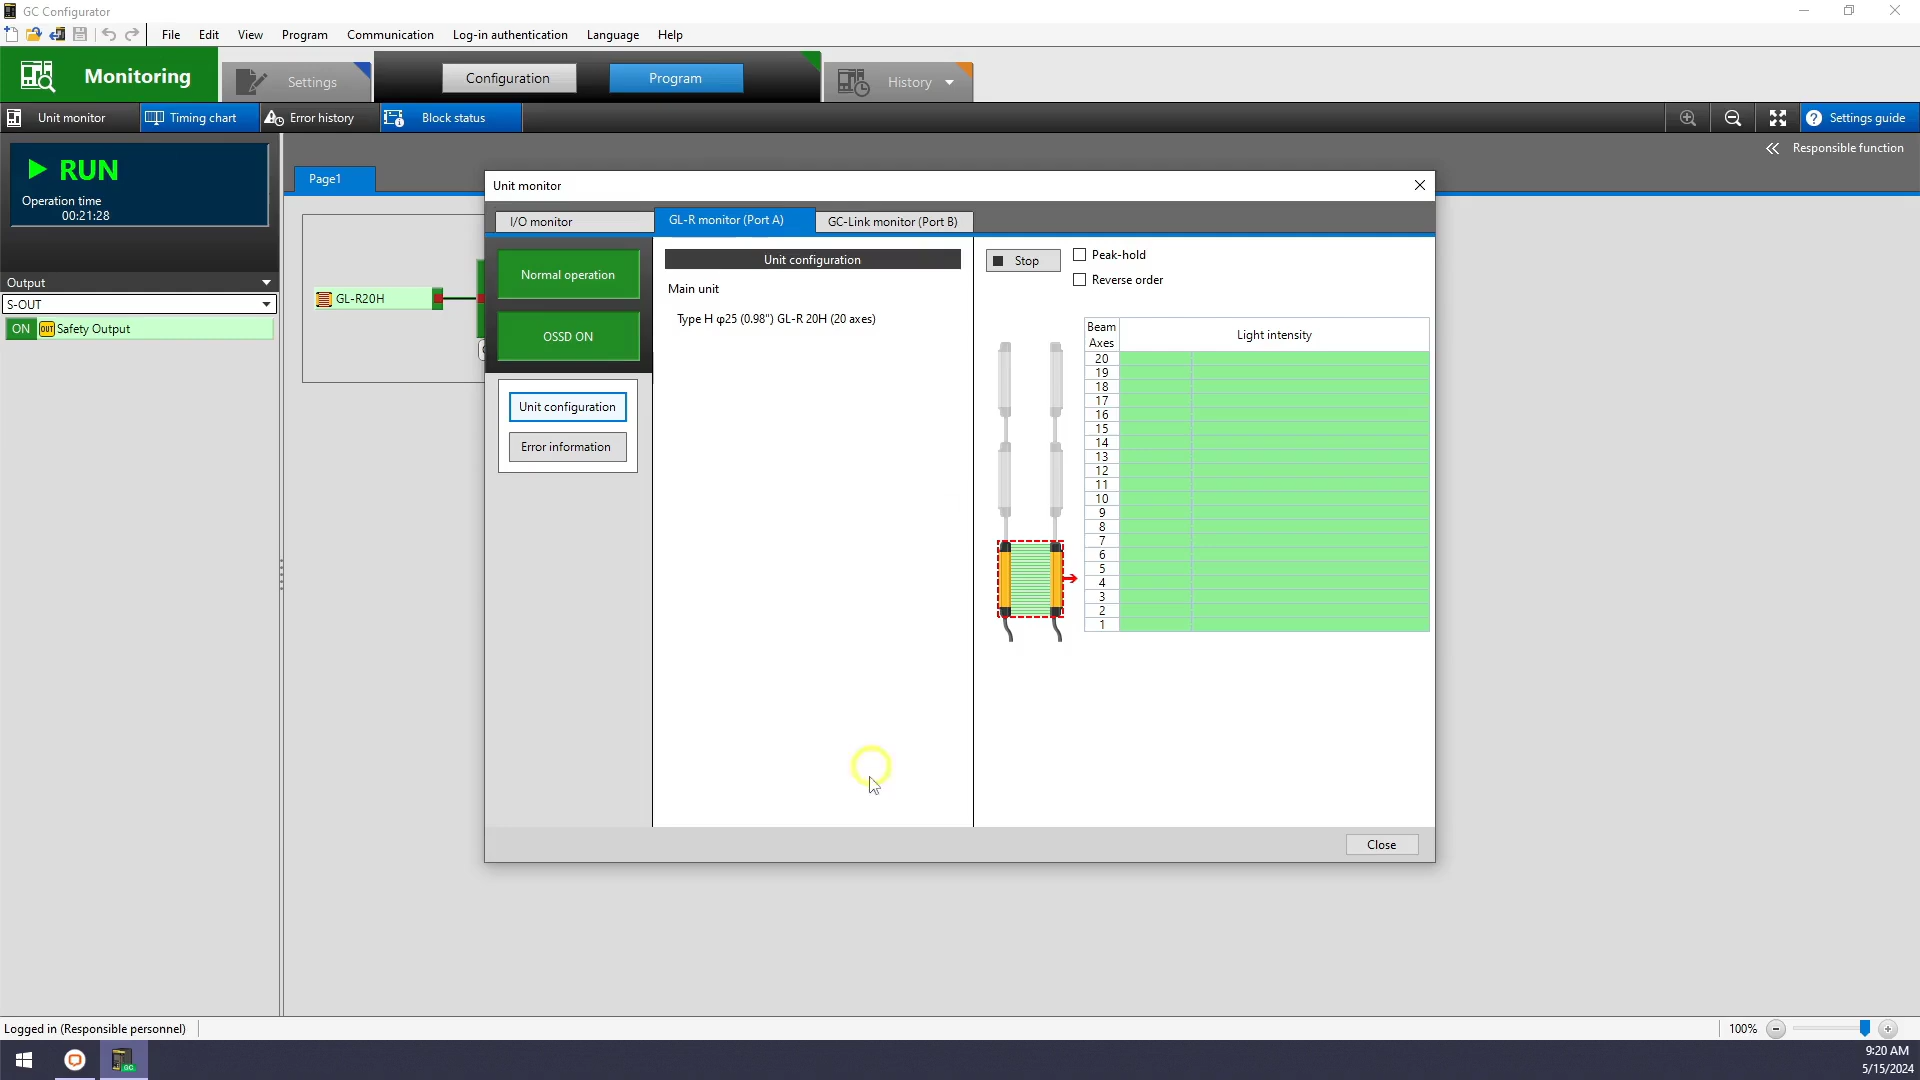 GC Configurator
File Edit View Program Communication Log-in authentication Language Help
Monitoring Settings Configuration Program History
Unit monitor Timing chart Error history Block status Settings guide
RUN
Operation time
00:21:28
Responsible function
Page1
Output
S-OUT
ON OUT Safety Output
GL-R20H
Unit monitor
I/O monitor GL-R monitor (Port A) GC-Link monitor (Port B)
Normal operation
OSSD ON
Unit configuration
Error information
Unit configuration
Main unit
Type H φ25 (0.98") GL-R 20H (20 axes)
Stop
Peak-hold
Reverse order
Beam
Axes
Light intensity
20
19
18
17
16
15
14
13
12
11
10
9
8
7
6
5
4
3
2
1
Close
Logged in (Responsible personnel)
100%
GC
9:20 AM
5/15/2024